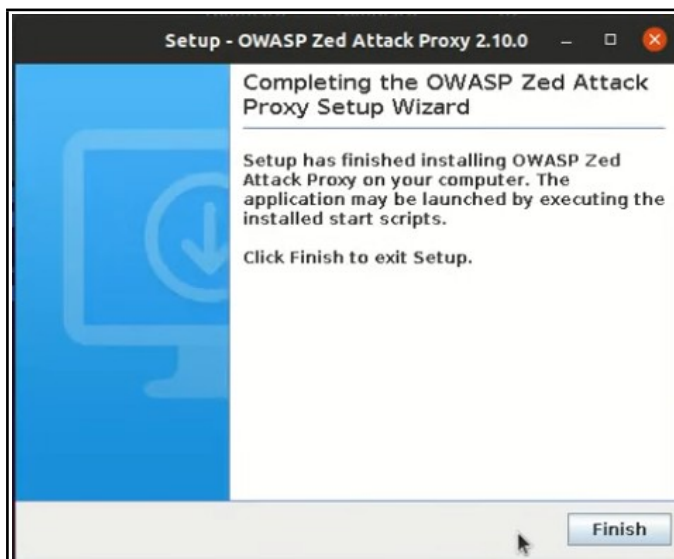 Setup - OWASP Zed Attack Proxy 2.10.0
Completing the OWASP Zed Attack
Proxy Setup Wizard
Setup has finished installing OWASP Zed
Attack Proxy on your computer. The
application may be launched by executing the
installed start scripts.
Click Finish to exit Setup.
Finish